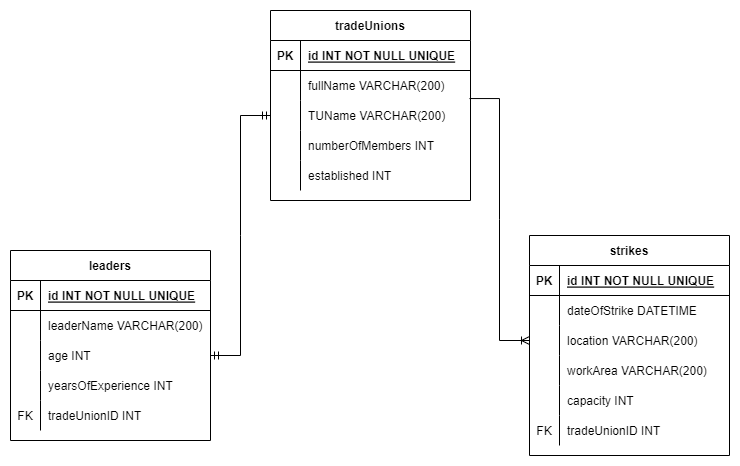 tradeUnions
PK id INT NOT NULL UNIQUE
fullName VARCHAR(200)
TUName VARCHAR(200)
numberOfMembers INT
established INT
leaders
PK id INT NOT NULL UNIQUE
leaderName VARCHAR(200)
age INT
yearsOfExperience INT
FK tradeUnionID INT
strikes
PK id INT NOT NULL UNIQUE
dateOfStrike DATETIME
location VARCHAR(200)
workArea VARCHAR(200)
capacity INT
FK tradeUnionID INT